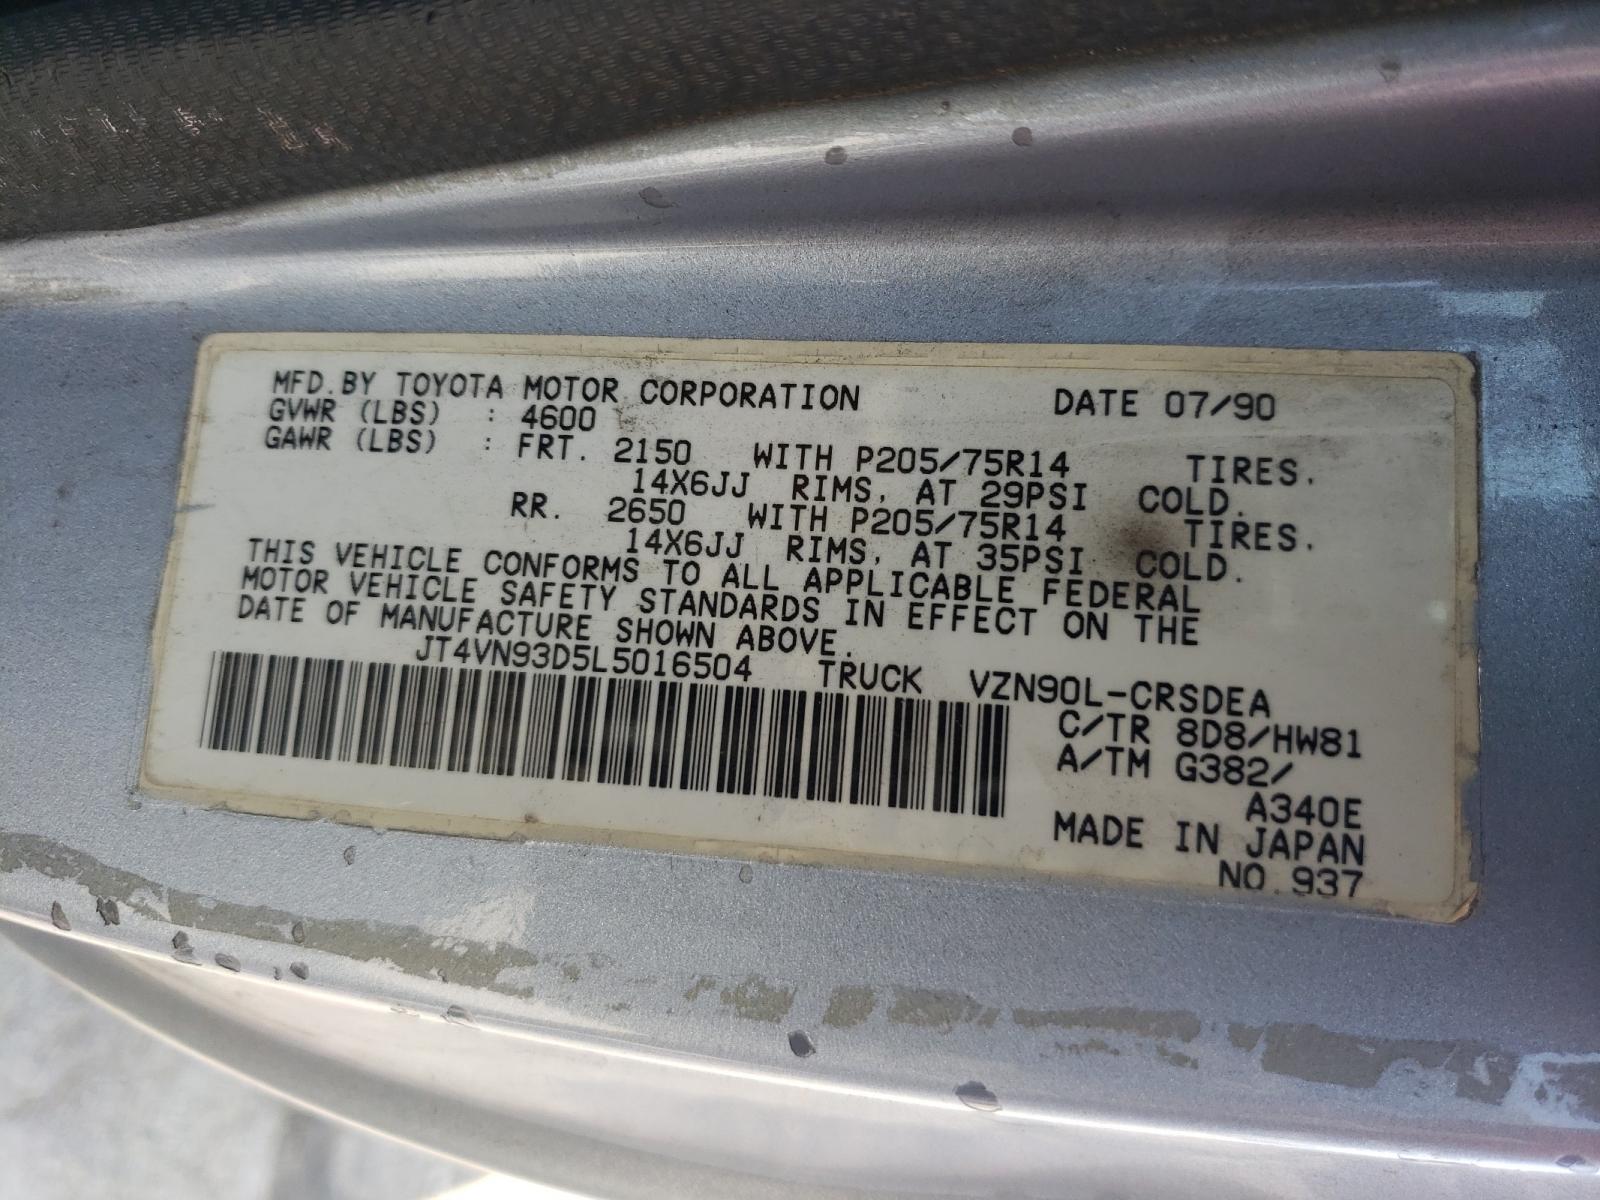 MFD.BY TOYOTA MOTOR CORPORATION DATE 07/90
GVWR (LBS) : 4600
GAWR (LBS) : FRT. 2150 WITH P205/75R14 TIRES.
14X6JJ RIMS, AT 29PSI COLD.
RR. 2650 WITH P205/75R14 TIRES.
14X6JJ RIMS, AT 35PSI COLD.
THIS VEHICLE CONFORMS TO ALL APPLICABLE FEDERAL
MOTOR VEHICLE SAFETY STANDARDS IN EFFECT ON THE
DATE OF MANUFACTURE SHOWN ABOVE.
JT4VN93D5L5016504 TRUCK VZN90L-CRSDEA
C/TR 8D8/HW81
A/TM G382/
A340E
MADE IN JAPAN
NO.937